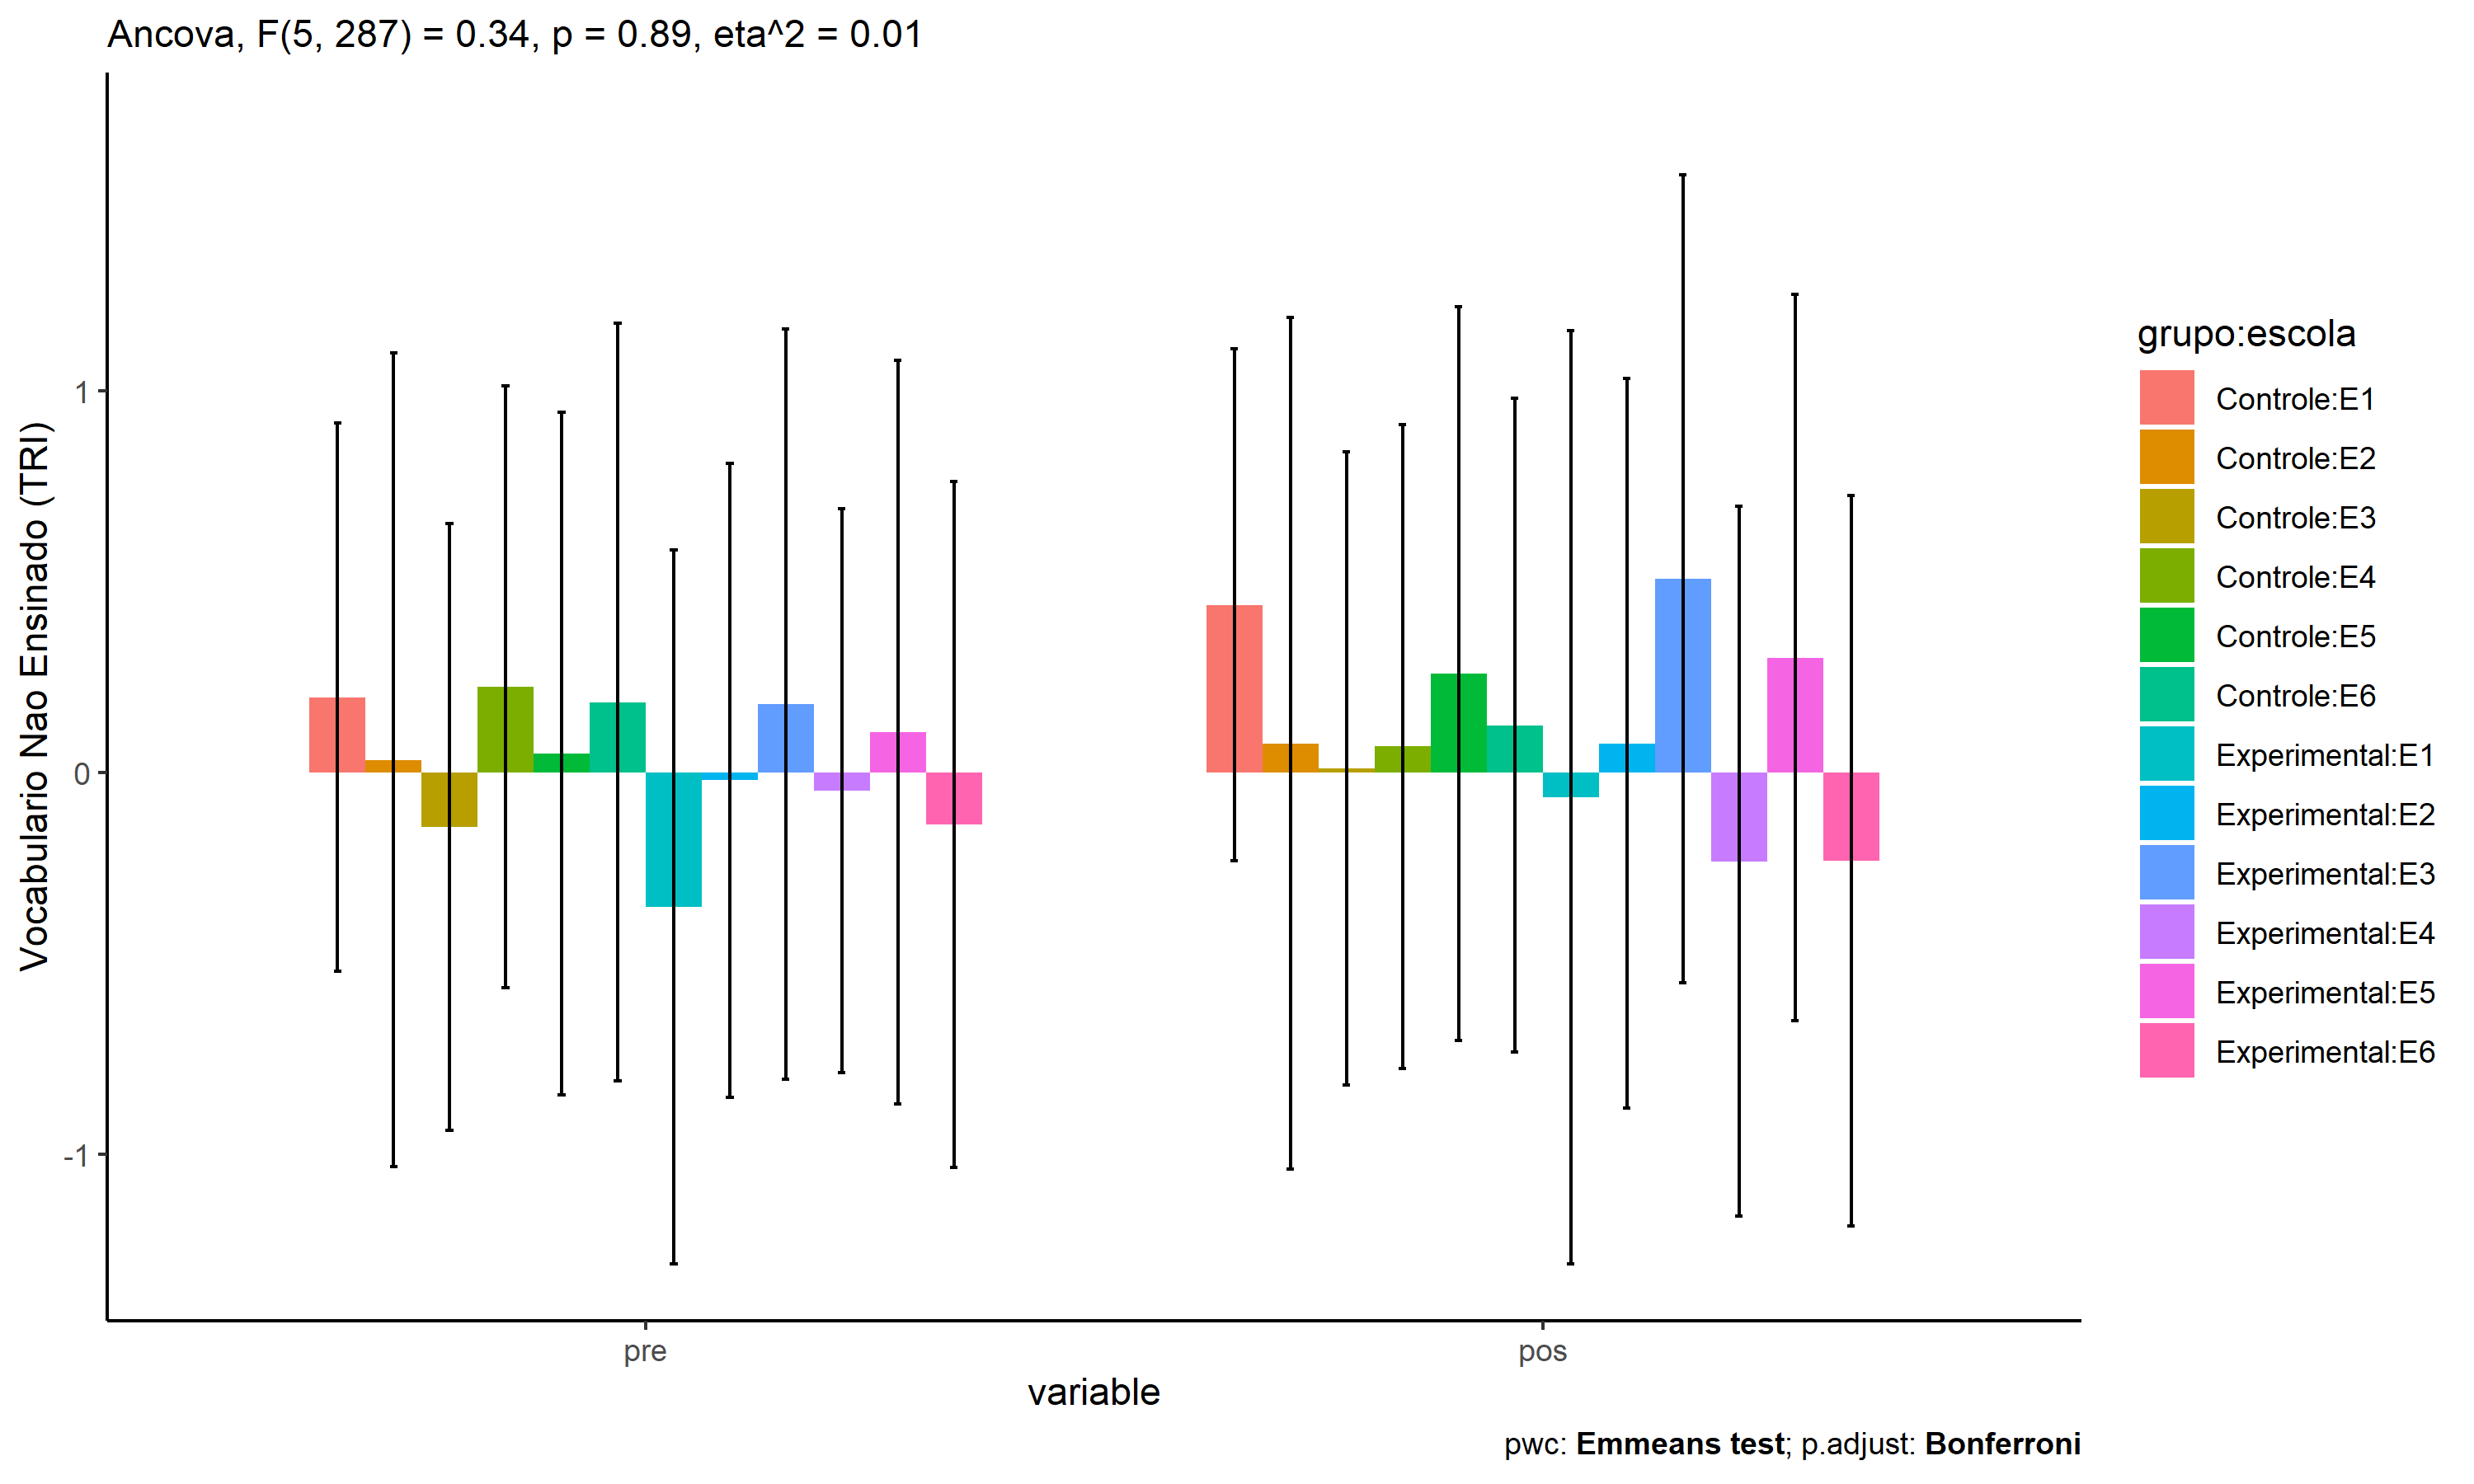 Ancova, F(5, 287) = 0.34, p = 0.89, eta^2 = 0.01
Vocabulario Nao Ensinado (TRI)
1
0
-1
pre
pos
variable
grupo:escola
Controle:E1
Controle:E2
Controle:E3
Controle:E4
Controle:E5
Controle:E6
Experimental:E1
Experimental:E2
Experimental:E3
Experimental:E4
Experimental:E5
Experimental:E6
pwc: Emmeans test; p.adjust: Bonferroni